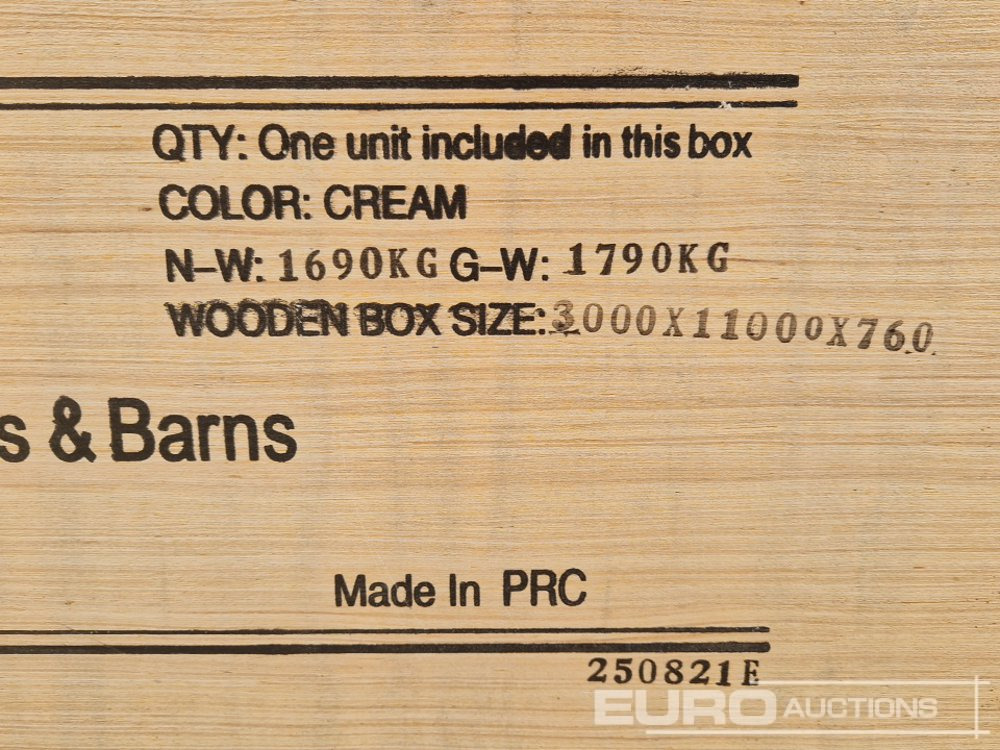 QTY: One unit included in this box
COLOR: CREAM
N–W: 1690KG G–W: 1790KG
WOODEN BOX SIZE: 3000X11000X760
s & Barns
Made In PRC
250821E
EURO AUCTIONS